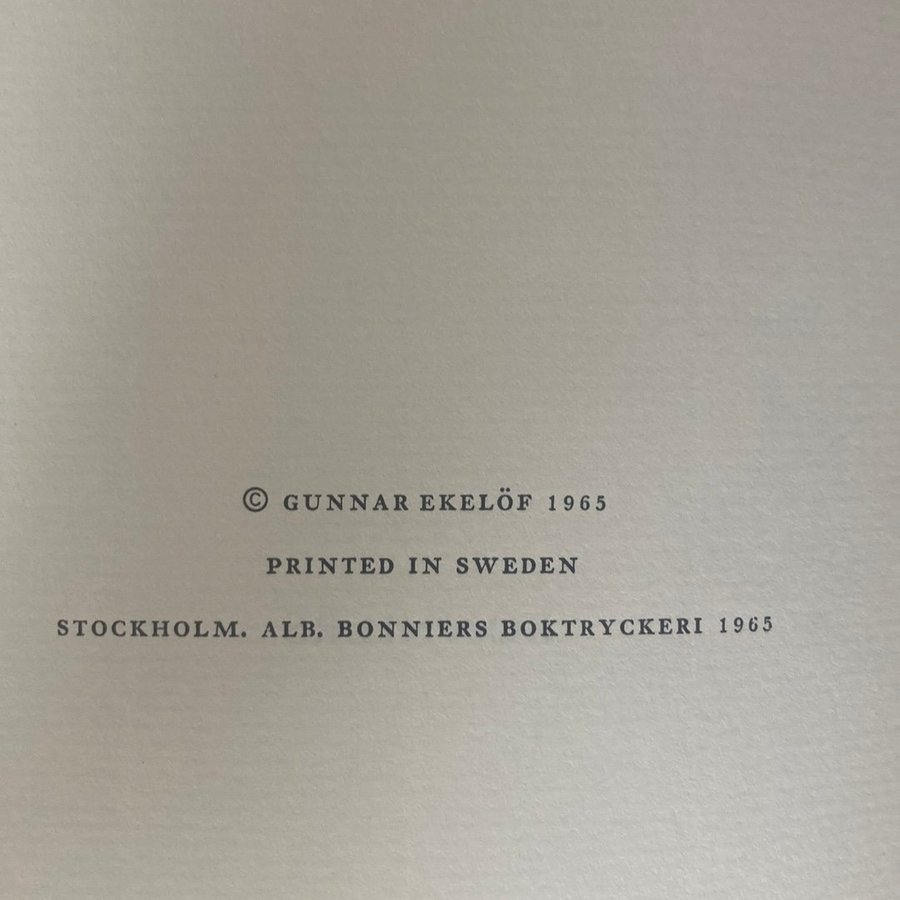 © GUNNAR EKELÖF 1965
PRINTED IN SWEDEN
STOCKHOLM. ALB. BONNIERS BOKTRYCKERI 1965